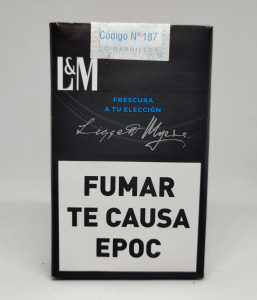 Código Nº 187
CIGARRILLOS
L&M
FRESCURA
A TU ELECCIÓN
Liggett Myers
FUMAR
TE CAUSA
EPOC